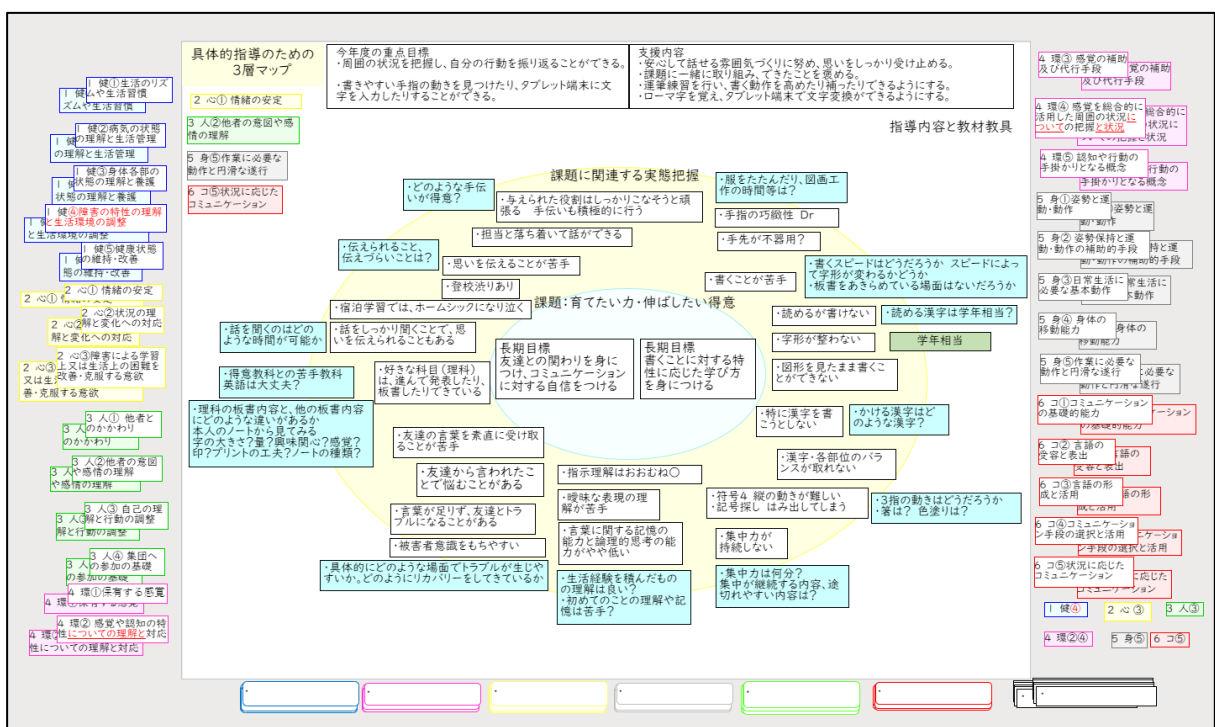 具体的指導のための
3層マップ
今年度の重点目標
・周囲の状況を把握し、自分の行動を振り返ることができる。
・書きやすい手指の動きを見つけたり、タブレット端末に文
字を入力したりすることができる。
支援内容
・安心して話せる雰囲気づくりに努め、思いをしっかり受け止める。
・課題に一緒に取り組み、できたことを褒める。
・運筆練習を行い、書く動作を高めたり補ったりできるようにする。
・ローマ字を覚え、タブレット端末で文字変換ができるようにする。
指導内容と教材教具
2 心① 情緒の安定
3 人②他者の意図や感
情の理解
5 身⑤作業に必要な
動作と円滑な遂行
6 コ⑤状況に応じた
コミュニケーション
課題に関連する実態把握
・どのような手伝
いが得意?
・与えられた役割はしっかりこなそうと頑
張る 手伝いも積極的に行う
・服をたたんだり、図画工
作の時間等は?
・手指の巧緻性 Dr
・担当と落ち着いて話ができる
・手先が不器用?
・伝えられること、
伝えづらいことは?
・思いを伝えることが苦手
・書くことが苦手
・書くスピードはどうだろうか スピードによっ
て字形が変わるかどうか
・板書をあきらめている場面はないだろうか
・登校渋りあり
・宿泊学習では、ホームシックになり泣く
課題:育てたい力・伸ばしたい得意
・読めるが書けない
・読める漢字は学年相当?
・話を聞くのはどの
ような時間が可能か
・話をしっかり聞くことで、思
いを伝えられることもある
・字形が整わない
学年相当
長期目標
友達との関わりを身に
つけ、コミュニケーション
に対する自信をつける
長期目標
書くことに対する特
性に応じた学び方
を身につける
・得意教科との苦手教科
英語は大丈夫?
・好きな科目(理科)
は、進んで発表したり、
板書したりできている
・図形を見たまま書くこ
とができない
・理科の板書内容と、他の板書内容
にどのような違いがあるか
本人のノートから見てみる
字の大きさ?量?興味関心?感覚?
印?プリントの工夫?ノートの種類?
・特に漢字を書
こうとしない
・かける漢字はど
のような漢字?
・友達の言葉を素直に受け取
ることが苦手
・漢字・各部位のバラ
ンスが取れない
・友達から言われたこ
とで悩むことがある
・指示理解はおおむね〇
・曖昧な表現の理
解が苦手
・符号4 縦の動きが難しい
・記号探し はみ出してしまう
・3指の動きはどうだろうか
・箸は? 色塗りは?
・言葉が足りず、友達とトラ
ブルになることがある
・言葉に関する記憶の
能力と論理的思考の能
力がやや低い
・集中力が
持続しない
・被害者意識をもちやすい
・具体的にどのような場面でトラブルが生じや
すいか。どのようにリカバリーをしてきているか
・生活経験を積んだもの
の理解は良い?
・初めてのことの理解や記
憶は苦手?
・集中力は何分?
集中が継続する内容、途
切れやすい内容は?
1 健①生活のリズ
ムや生活習慣
1 健②病気の状態
の理解と生活管理
1 健③身体各部の
状態の理解と養護
1 健④障害の特性の理解
と生活環境の調整
1 健⑤健康状態
の維持・改善
2 心① 情緒の安定
2 心②状況の理
解と変化への対応
2 心③障害による学習
上又は生活上の困難を
改善・克服する意欲
3 人① 他者と
のかかわり
3 人②他者の意図
や感情の理解
3 人③ 自己の理
解と行動の調整
3 人④ 集団へ
の参加の基礎
4 環①保有する感覚
4 環② 感覚や認知の特
性についての理解と対応
4 環③ 感覚の補助
及び代行手段
4 環④ 感覚を総合的に
活用した周囲の状況に
ついての把握と状況
4 環⑤ 認知や行動の
手掛かりとなる概念
5 身①姿勢と運
動・動作
5 身② 姿勢保持と運
動・動作の補助的手段
5 身③日常生活に
必要な基本動作
5 身④ 身体の
移動能力
5 身⑤作業に必要な
動作と円滑な遂行
6 コ①コミュニケーション
の基礎的能力
6 コ② 言語の
受容と表出
6 コ③言語の形
成と活用
6 コ④コミュニケーショ
ン手段の選択と活用
6 コ⑤状況に応じた
コミュニケーション
1 健④
2 心③
3 人③
4 環②④
5 身⑤
6 コ⑤